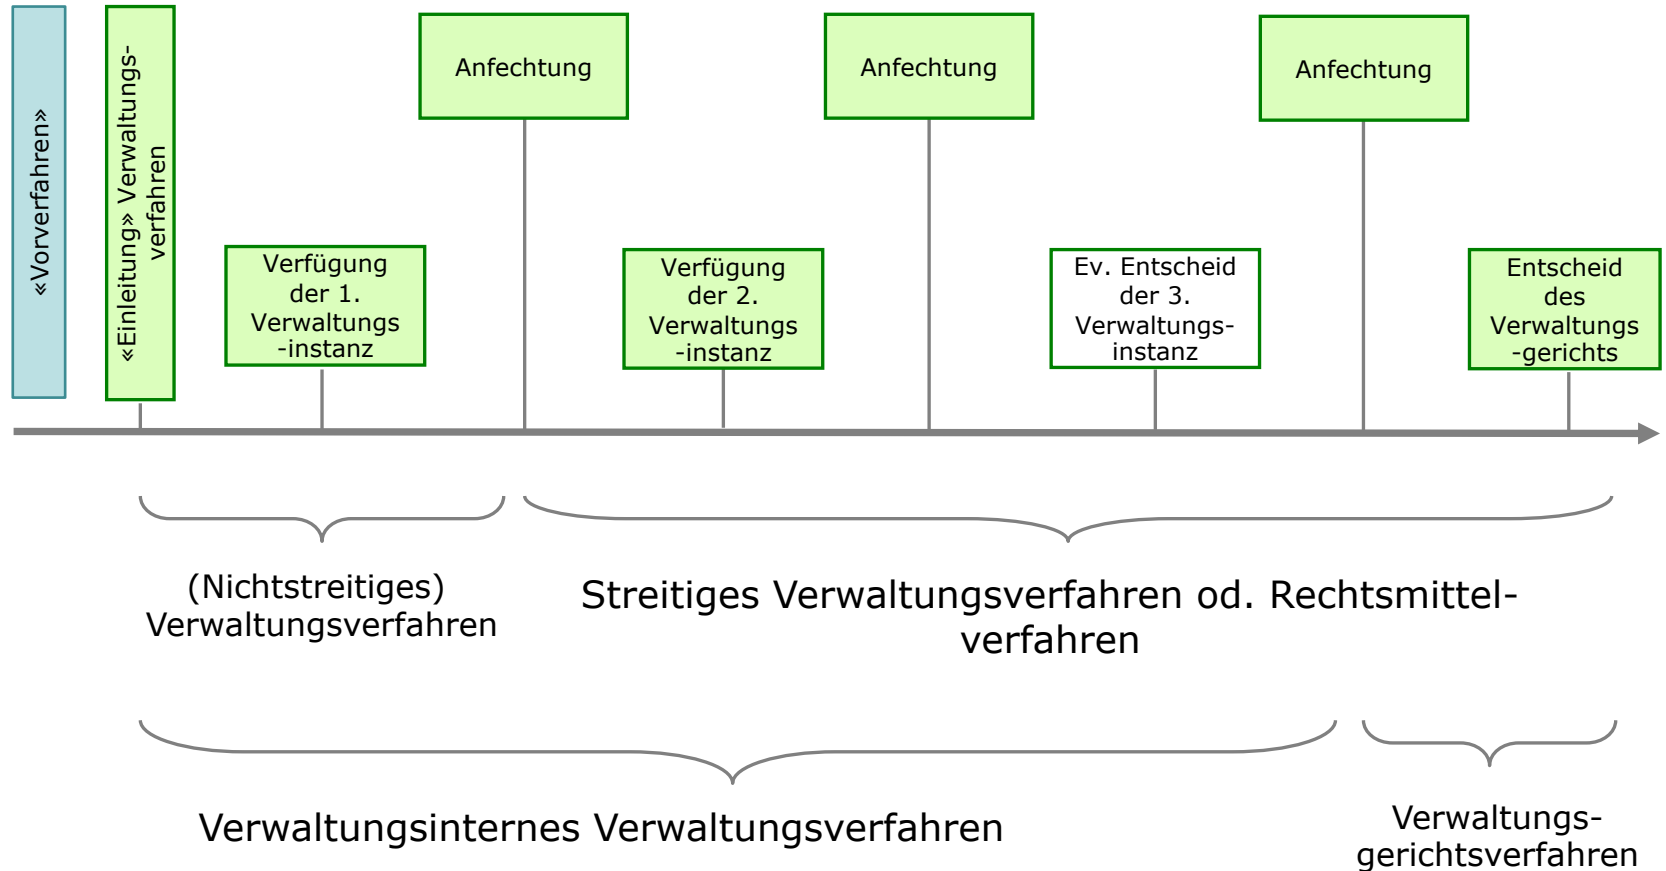 «Vorverfahren»
«Einleitung» Verwaltungs-
verfahren
Anfechtung
Anfechtung
Anfechtung
Verfügung
der 1.
Verwaltungs
-instanz
Verfügung
der 2.
Verwaltungs
-instanz
Ev. Entscheid
der 3.
Verwaltungs-
instanz
Entscheid
des
Verwaltungs
-gerichts
(Nichtstreitiges)
Verwaltungsverfahren
Streitiges Verwaltungsverfahren od. Rechtsmittel-
verfahren
Verwaltungsinternes Verwaltungsverfahren
Verwaltungs-
gerichtsverfahren